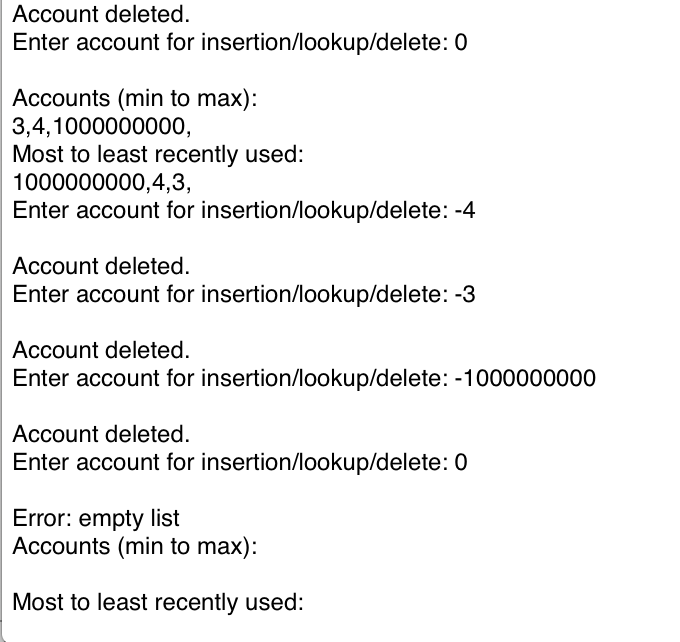 Account deleted.
Enter account for insertion/lookup/delete: 0
Accounts (min to max):
3,4,1000000000,
Most to least recently used:
1000000000,4,3,
Enter account for insertion/lookup/delete: -4
Account deleted.
Enter account for insertion/lookup/delete: -3
Account deleted.
Enter account for insertion/lookup/delete: -1000000000
Account deleted.
Enter account for insertion/lookup/delete: 0
Error: empty list
Accounts (min to max):
Most to least recently used: